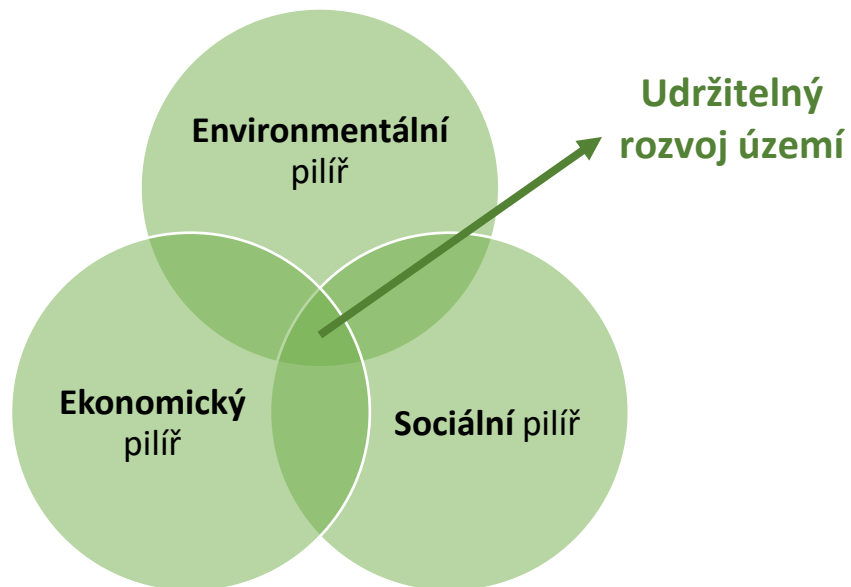 Udržitelný
rozvoj území
Environmentální
pilíř
Ekonomický
pilíř
Sociální pilíř